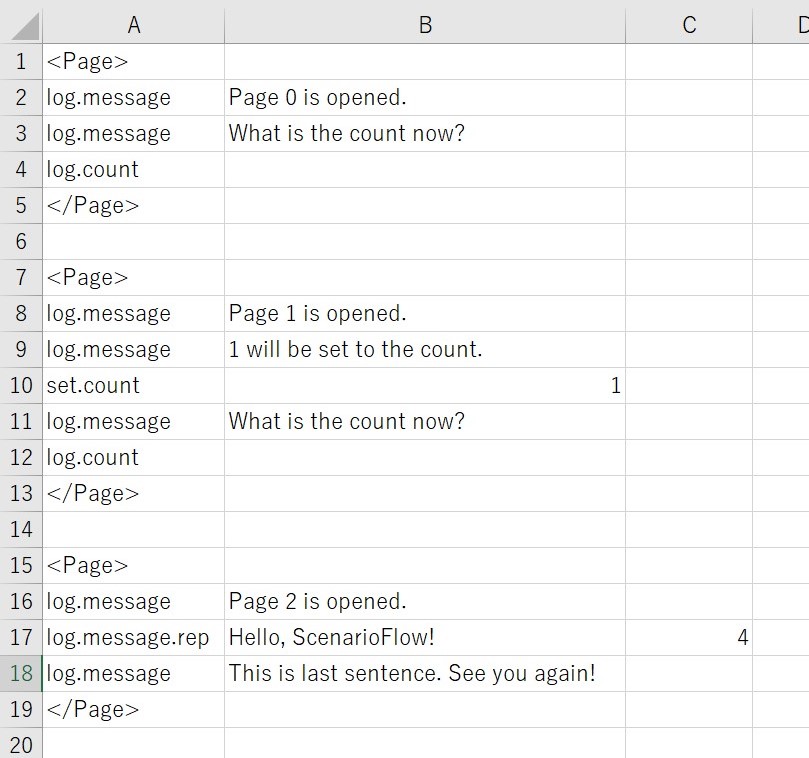 A B C D
1 <Page>
2 log.message Page 0 is opened.
3 log.message What is the count now?
4 log.count
5 </Page>
6
7 <Page>
8 log.message Page 1 is opened.
9 log.message 1 will be set to the count.
10 set.count 1
11 log.message What is the count now?
12 log.count
13 </Page>
14
15 <Page>
16 log.message Page 2 is opened.
17 log.message.rep Hello, ScenarioFlow! 4
18 log.message This is last sentence. See you again!
19 </Page>
20